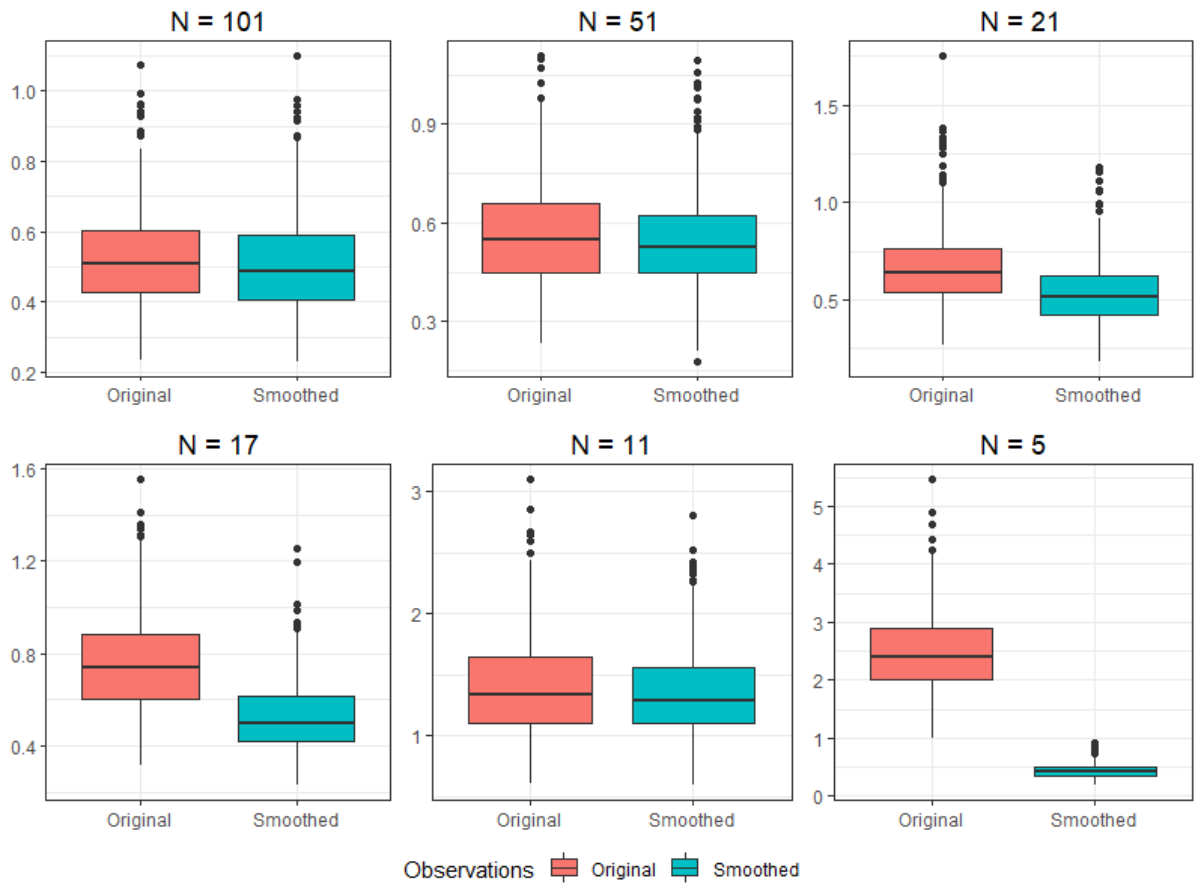 N = 101
N = 51
N = 21
1.0
0.8
0.6
0.4
0.2
Original
Smoothed
0.9
0.6
0.3
Original
Smoothed
1.5
1.0
0.5
Original
Smoothed
N = 17
N = 11
N = 5
1.6
1.2
0.8
0.4
Original
Smoothed
3
2
1
Original
Smoothed
5
4
3
2
1
0
Original
Smoothed
Observations Original Smoothed